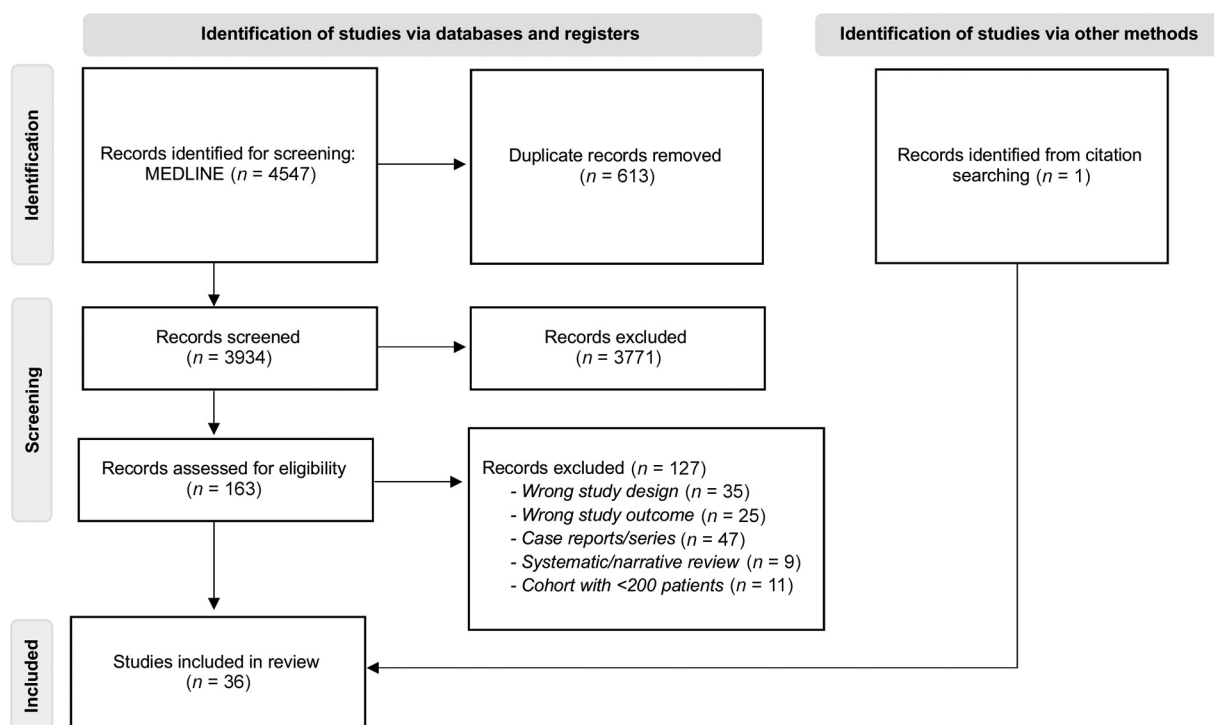 Identification of studies via databases and registers
Identification of studies via other methods
Identification
Records identified for screening:
MEDLINE (n = 4547)
Duplicate records removed
(n = 613)
Records identified from citation
searching (n = 1)
Screening
Records screened
(n = 3934)
Records excluded
(n = 3771)
Records assessed for eligibility
(n = 163)
Records excluded (n = 127)
- Wrong study design (n = 35)
- Wrong study outcome (n = 25)
- Case reports/series (n = 47)
- Systematic/narrative review (n = 9)
- Cohort with <200 patients (n = 11)
Included
Studies included in review
(n = 36)